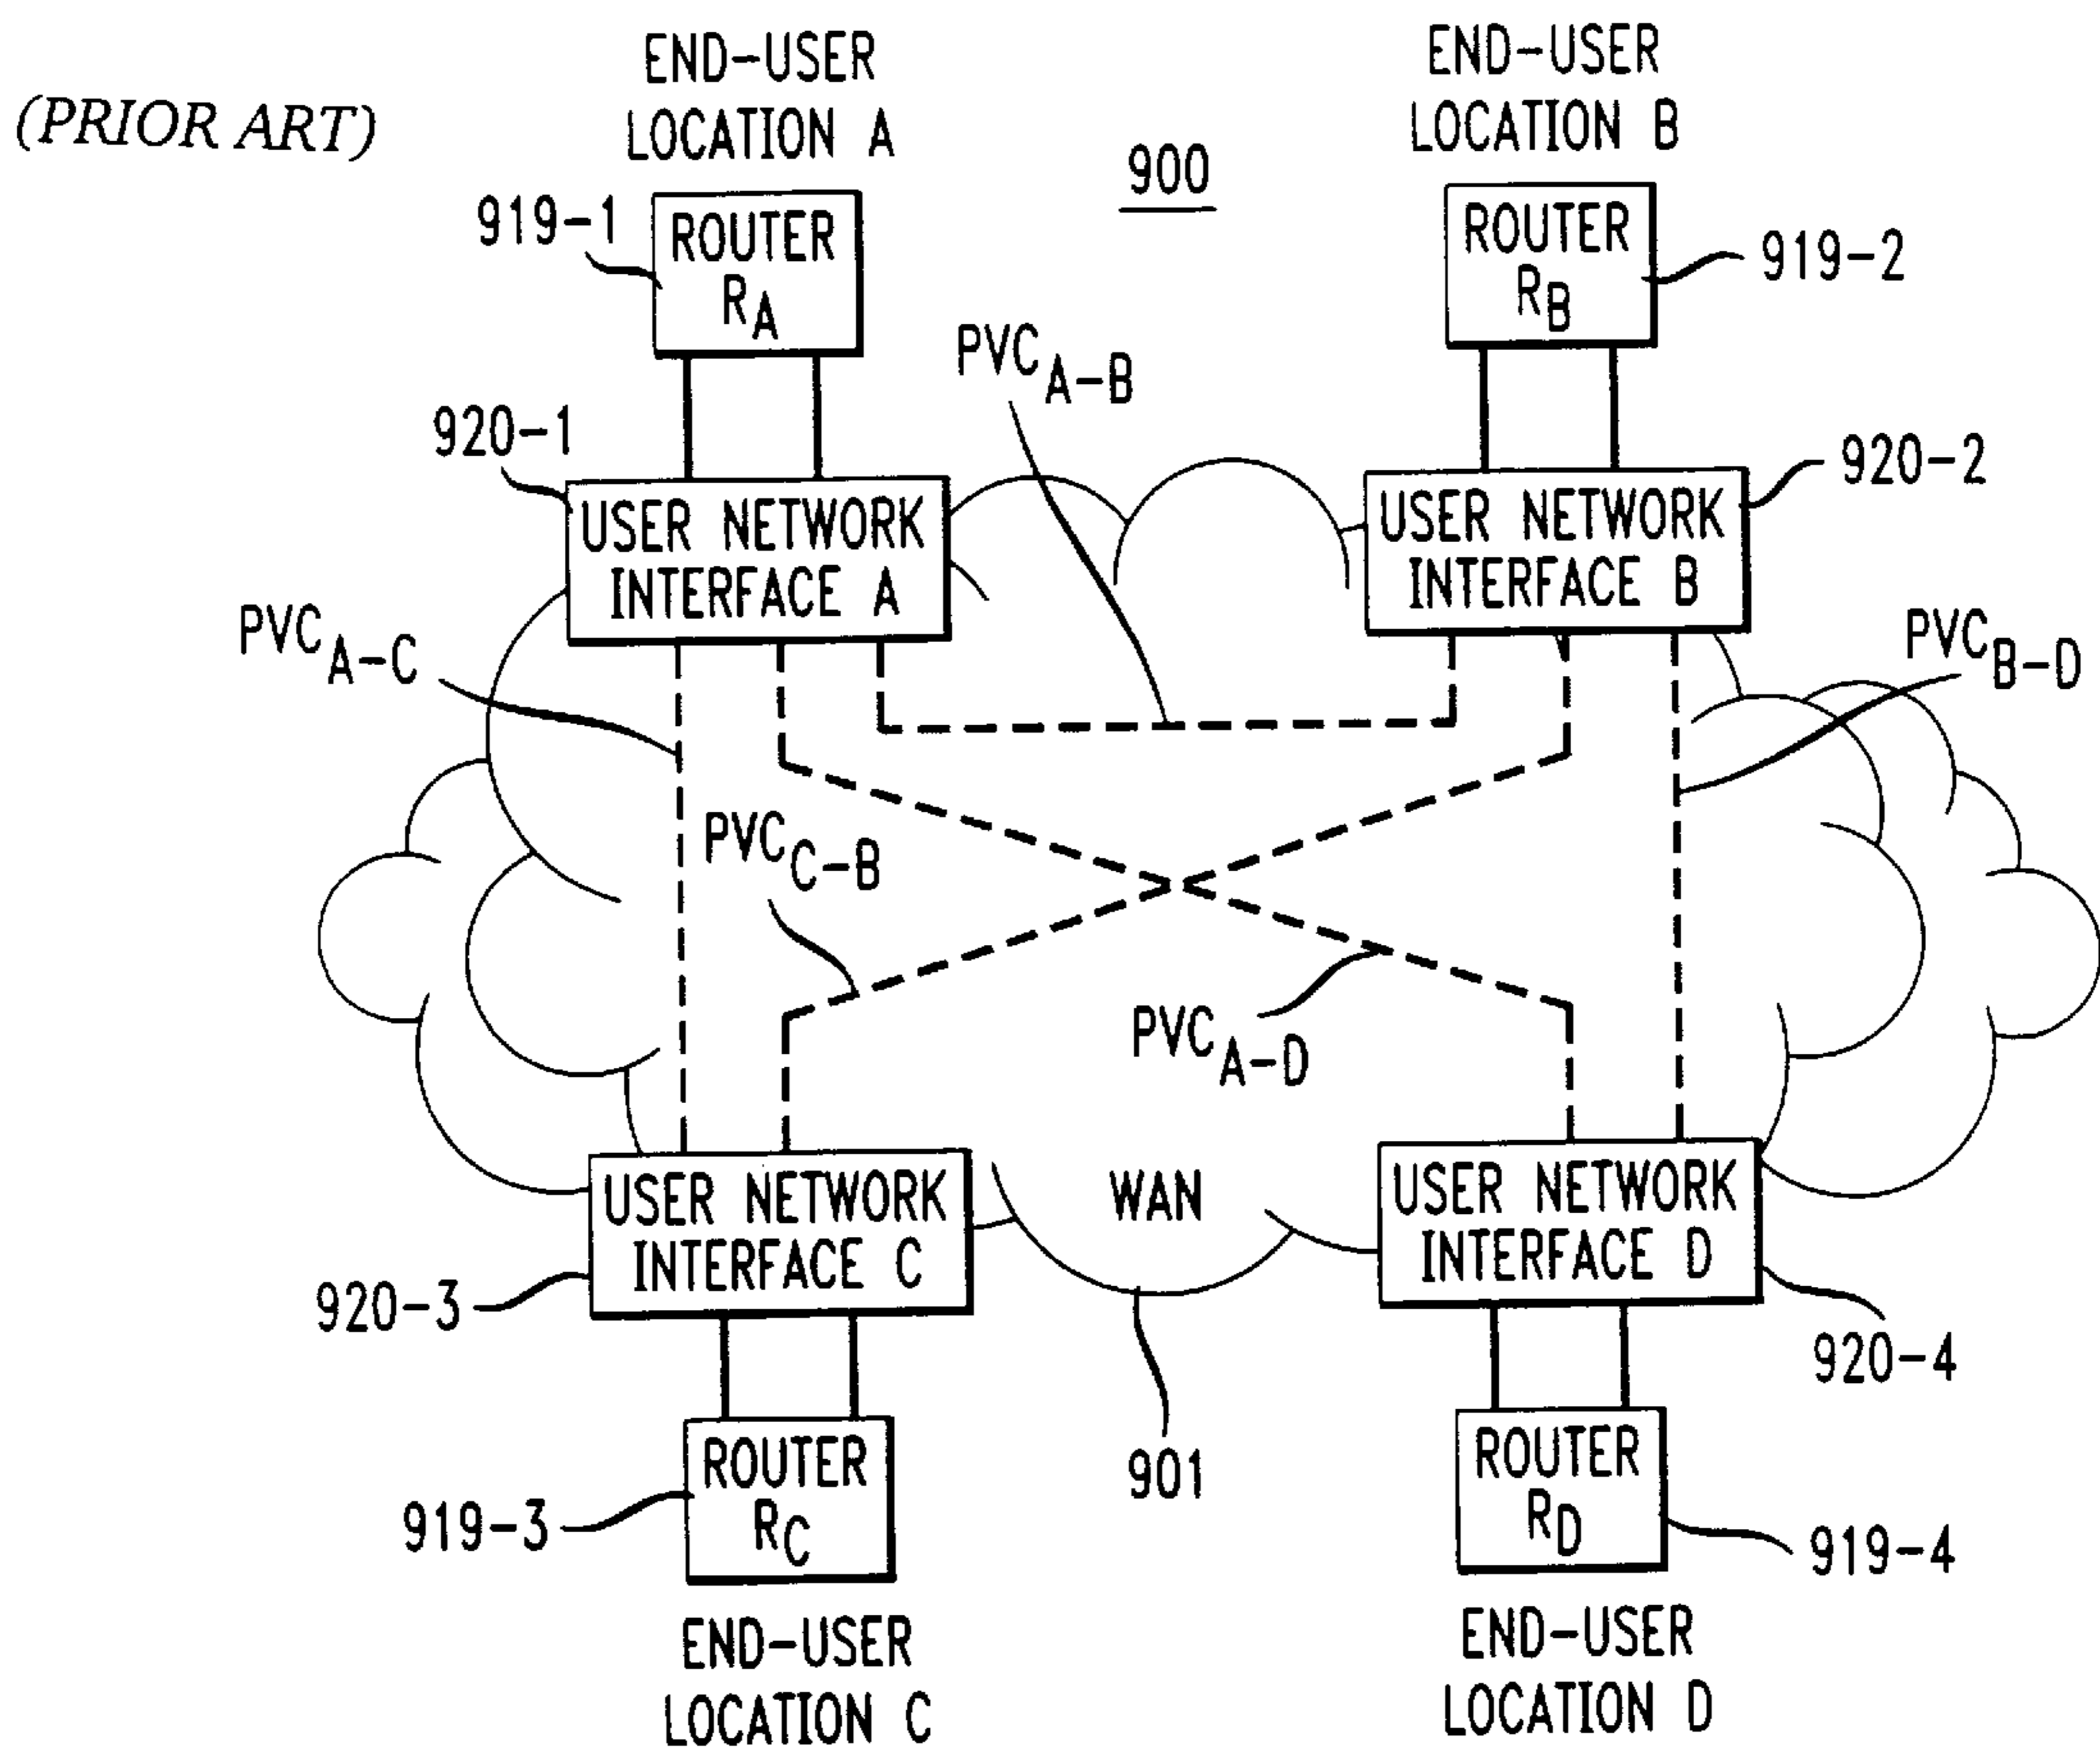 (PRIOR ART)
END-USER
LOCATION A
END-USER
LOCATION B
900
919-1
ROUTER
RA
ROUTER
RB
919-2
PVCA-B
920-1
USER NETWORK
INTERFACE A
USER NETWORK
INTERFACE B
920-2
PVCA-C
PVCB-D
PVCC-B
PVCA-D
USER NETWORK
INTERFACE C
WAN
USER NETWORK
INTERFACE D
920-3
920-4
ROUTER
RC
901
ROUTER
RD
919-3
919-4
END-USER
LOCATION C
END-USER
LOCATION D